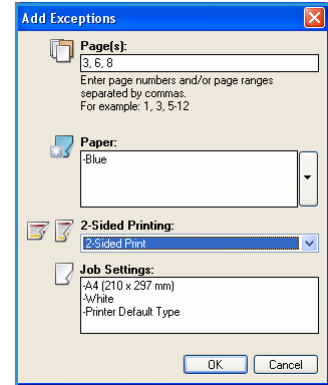 Add Exceptions
Page(s):
3, 6, 8
Enter page numbers and/or page ranges
separated by commas.
For example: 1, 3, 5-12
Paper:
-Blue
2-Sided Printing:
2-Sided Print
Job Settings:
-A4 (210 x 297 mm)
-White
-Printer Default Type
OK
Cancel